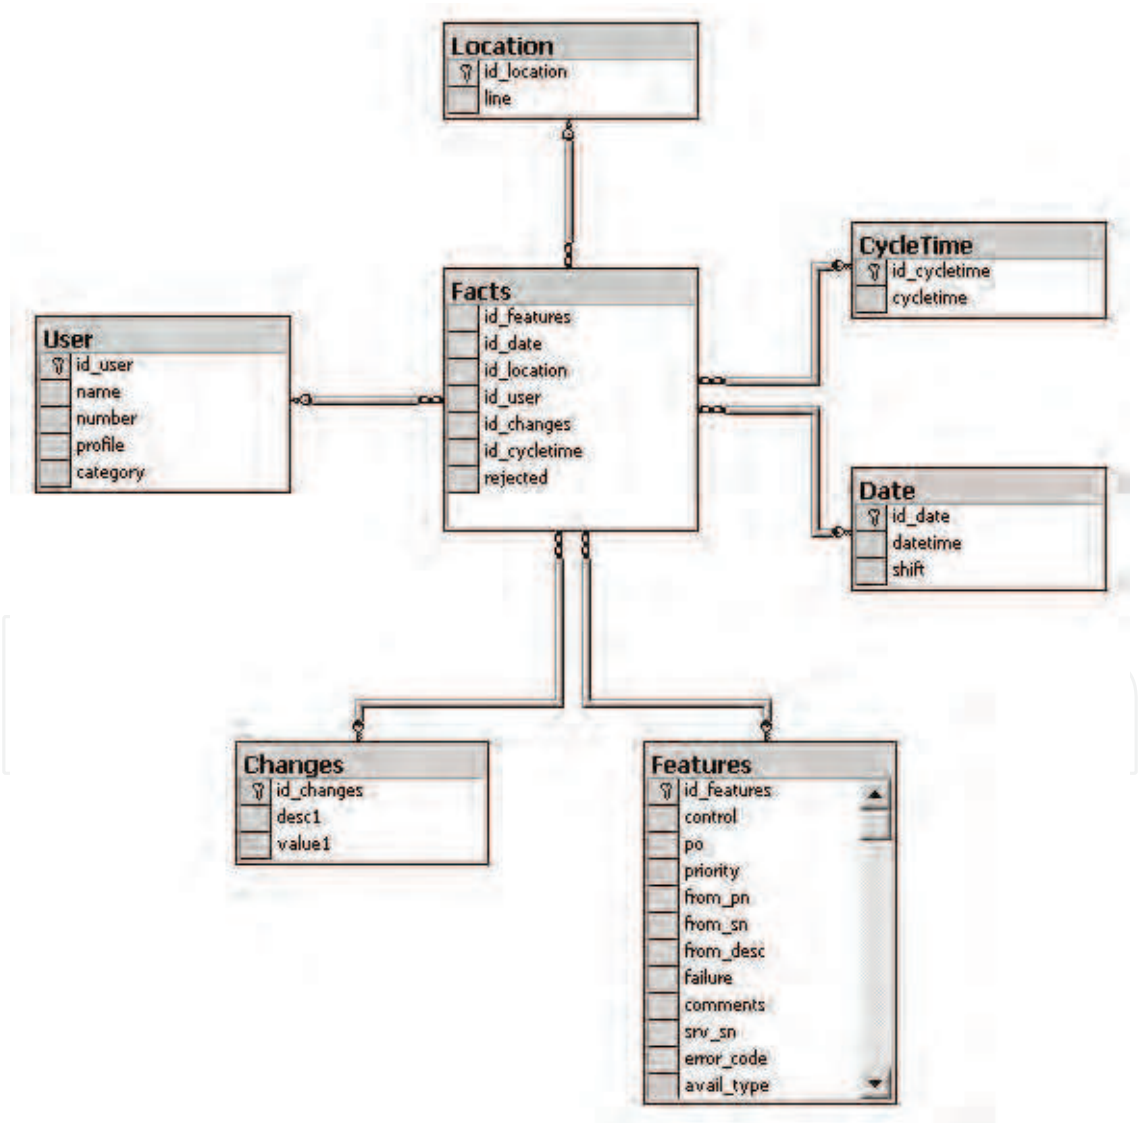 Location
id_location
line
CycleTime
id_cycletime
cycletime
Facts
id_features
id_date
id_location
id_user
id_changes
id_cycletime
rejected
User
id_user
name
number
profile
category
Date
id_date
datetime
shift
Changes
id_changes
desc1
value1
Features
id_features
control
po
priority
from_pn
from_sn
from_desc
failure
comments
srv_sn
error_code
avail_type